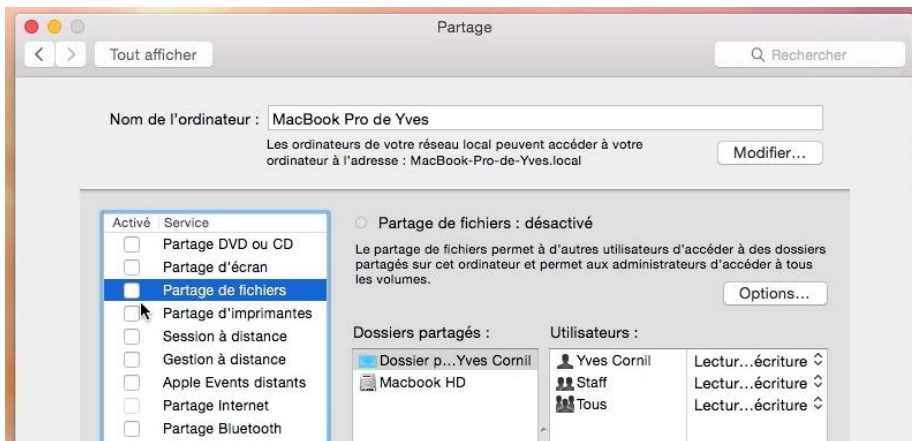 Partage
Tout afficher
Rechercher
Nom de l'ordinateur : MacBook Pro de Yves
Les ordinateurs de votre réseau local peuvent accéder à votre
ordinateur à l'adresse : MacBook-Pro-de-Yves.local
Modifier...
Activé Service
Partage DVD ou CD
Partage d'écran
Partage de fichiers
Partage d'imprimantes
Session à distance
Gestion à distance
Apple Events distants
Partage Internet
Partage Bluetooth
Partage de fichiers : désactivé
Le partage de fichiers permet à d'autres utilisateurs d'accéder à des dossiers
partagés sur cet ordinateur et permet aux administrateurs d'accéder à tous
les volumes.
Options...
Dossiers partagés :
Dossier p...Yves Cornil
Macbook HD
Utilisateurs :
Yves Cornil Lectur...écriture
Staff Lectur...écriture
Tous Lectur...écriture